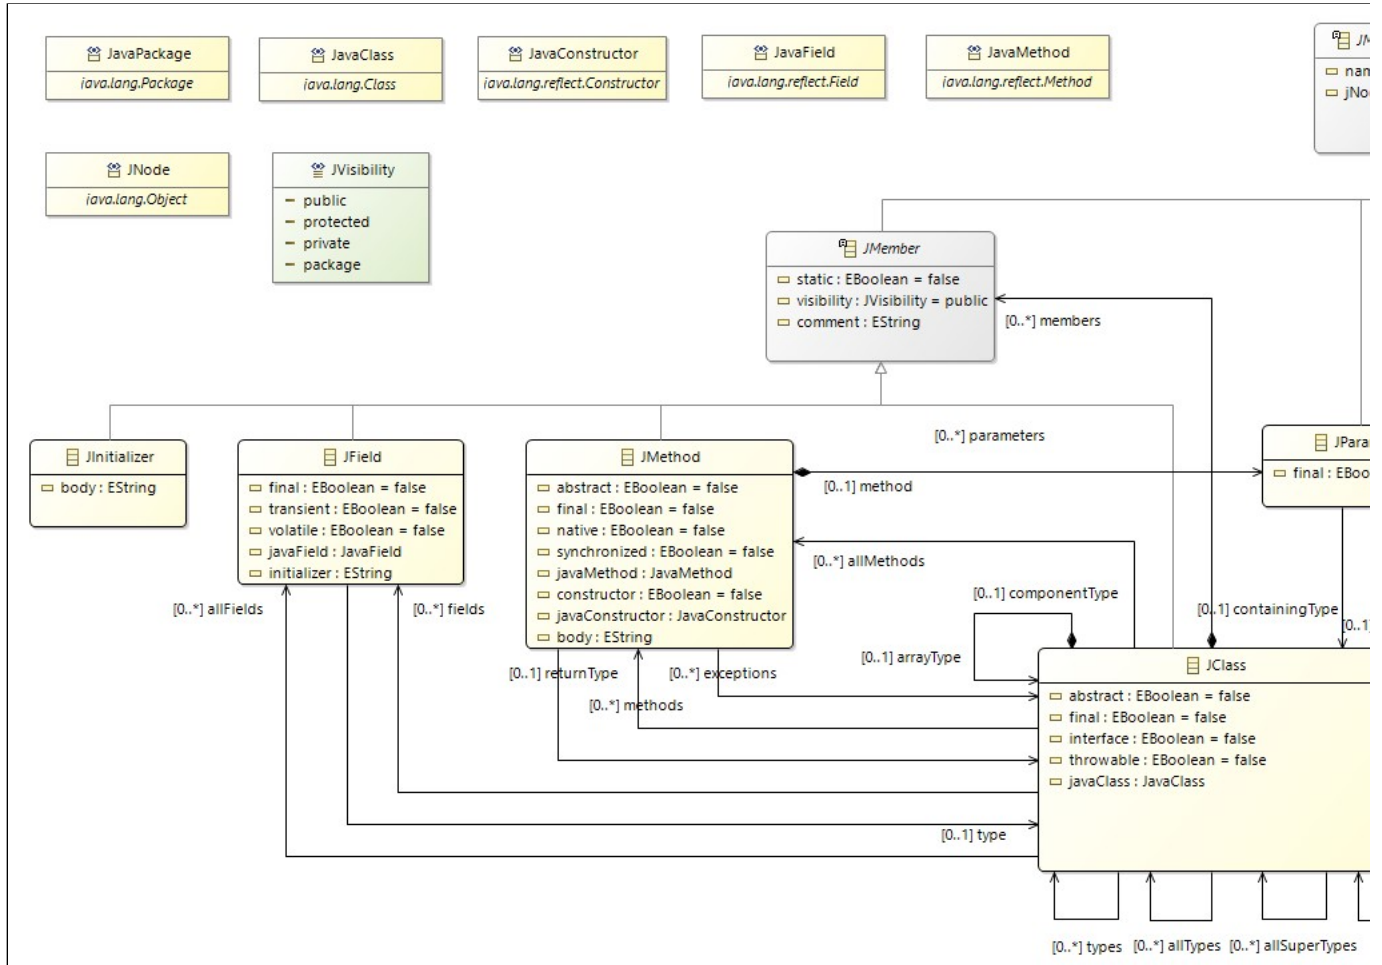 JavaPackage
java.lang.Package
JavaClass
java.lang.Class
JavaConstructor
java.lang.reflect.Constructor
JavaField
java.lang.reflect.Field
JavaMethod
java.lang.reflect.Method
JNode
java.lang.Object
JVisibility
public
protected
private
package
JMember
static : EBoolean = false
visibility : JVisibility = public
comment : EString
[0..*] members
JInitializer
body : EString
JField
final : EBoolean = false
transient : EBoolean = false
volatile : EBoolean = false
javaField : JavaField
initializer : EString
JMethod
abstract : EBoolean = false
final : EBoolean = false
native : EBoolean = false
synchronized : EBoolean = false
javaMethod : JavaMethod
constructor : EBoolean = false
javaConstructor : JavaConstructor
body : EString
[0..*] parameters
[0..1] method
final : EBoo
[0..*] allMethods
[0..1] componentType
[0..1] containingType
[0..1]
[0..1] arrayType
[0..*] allFields
[0..*] fields
[0..1] returnType
[0..*] exceptions
[0..*] methods
JClass
abstract : EBoolean = false
final : EBoolean = false
interface : EBoolean = false
throwable : EBoolean = false
javaClass : JavaClass
[0..1] type
[0..*] types
[0..*] allTypes
[0..*] allSuperTypes